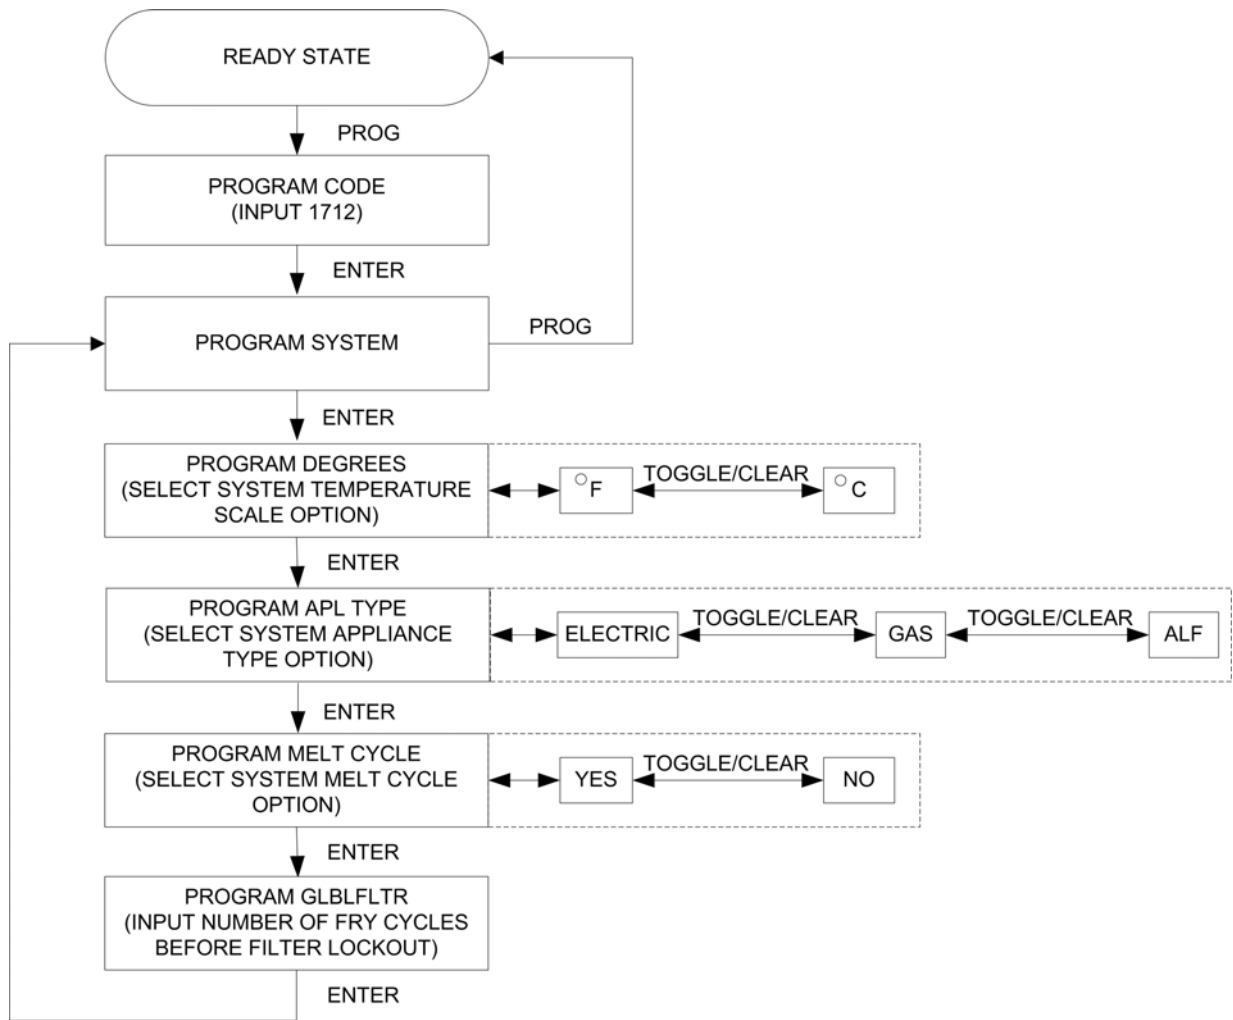 READY STATE
PROG
PROGRAM CODE
(INPUT 1712)
ENTER
PROGRAM SYSTEM
PROG
ENTER
PROGRAM DEGREES
(SELECT SYSTEM TEMPERATURE
SCALE OPTION)
°F
TOGGLE/CLEAR
°C
ENTER
PROGRAM APL TYPE
(SELECT SYSTEM APPLIANCE
TYPE OPTION)
ELECTRIC
TOGGLE/CLEAR
GAS
TOGGLE/CLEAR
ALF
ENTER
PROGRAM MELT CYCLE
(SELECT SYSTEM MELT CYCLE
OPTION)
YES
TOGGLE/CLEAR
NO
ENTER
PROGRAM GLBLFLTR
(INPUT NUMBER OF FRY CYCLES
BEFORE FILTER LOCKOUT)
ENTER